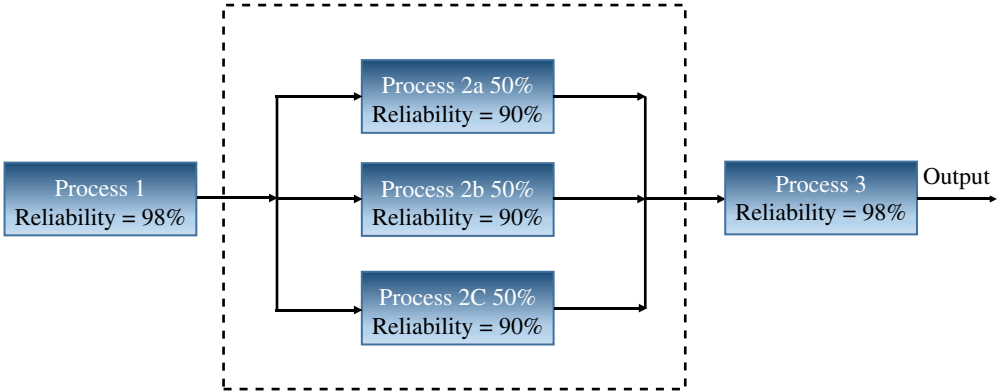 Process 1
Reliability = 98%
Process 2a 50%
Reliability = 90%
Process 2b 50%
Reliability = 90%
Process 2C 50%
Reliability = 90%
Process 3
Reliability = 98%
Output